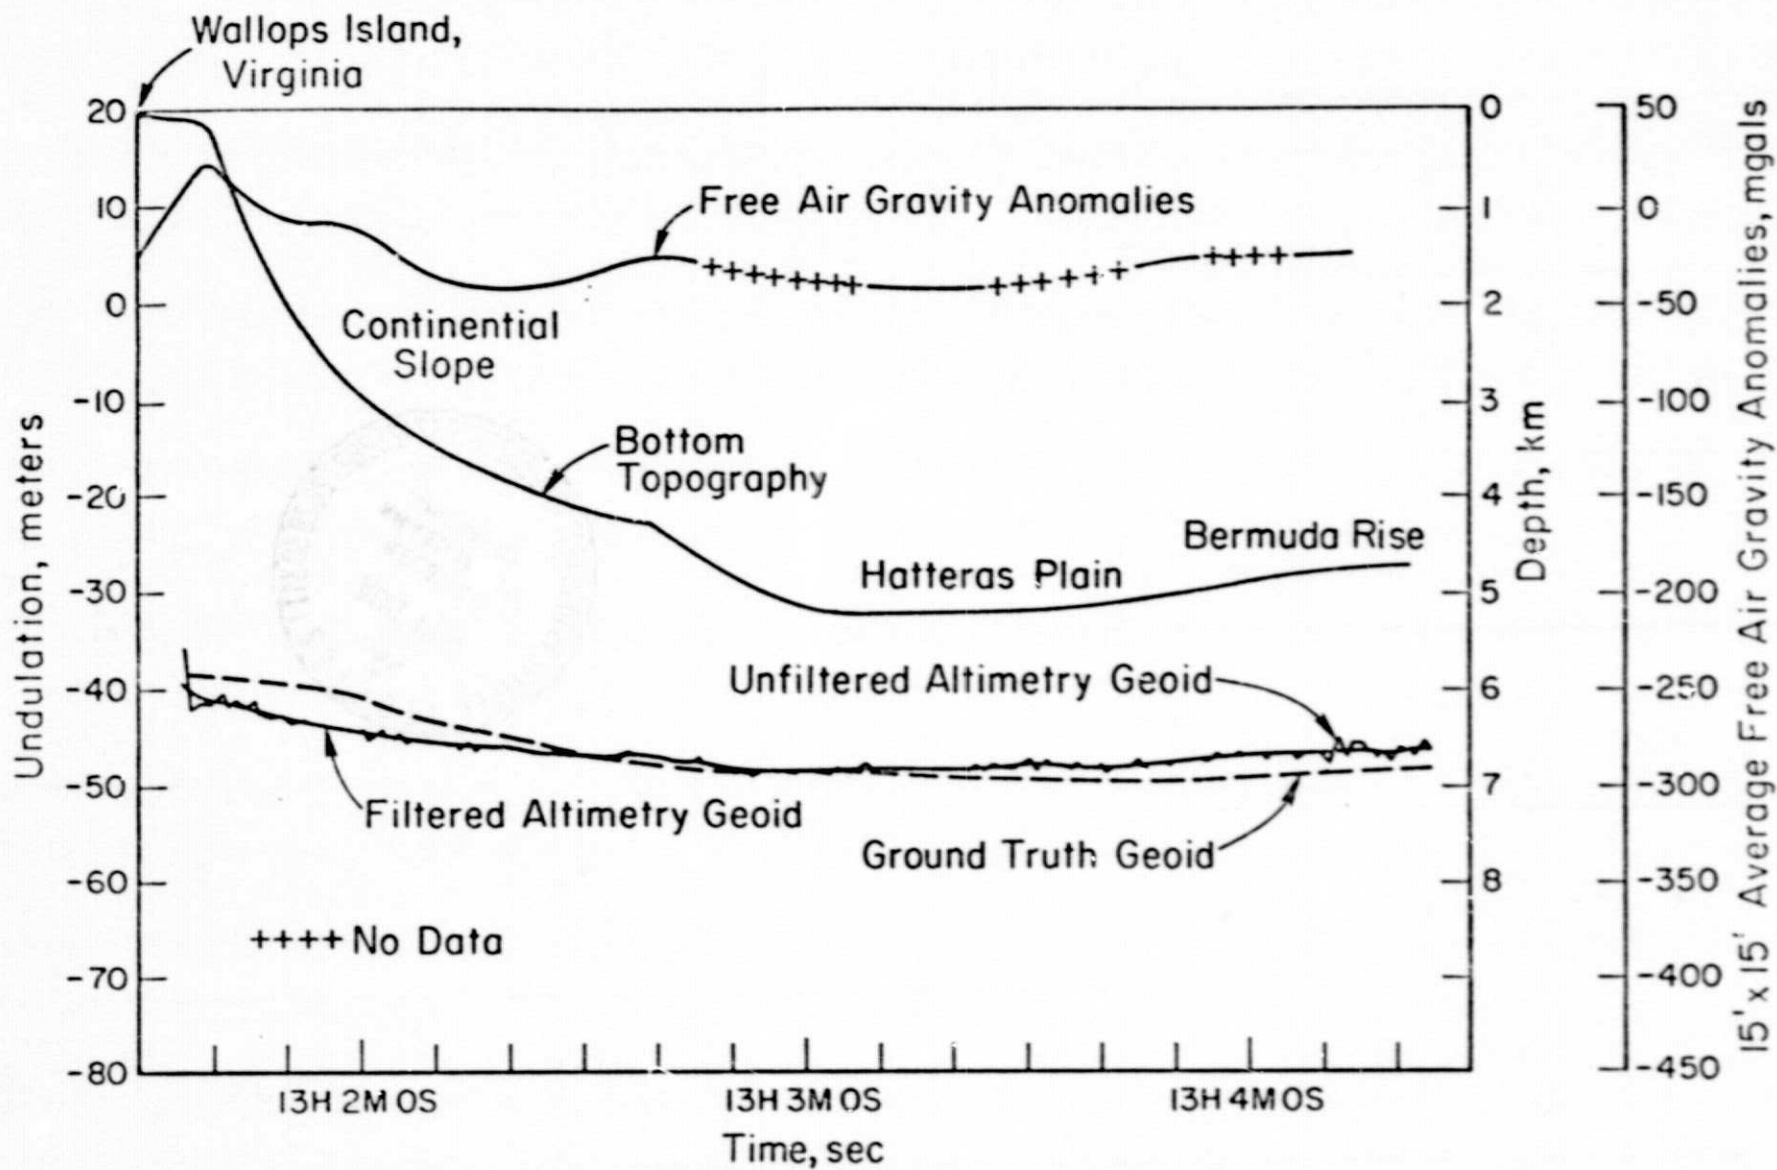 Wallops Island,
Virginia
20
10
0
-10
-20
-30
-40
-50
-60
-70
-80
Undulation, meters
Free Air Gravity Anomalies
Continential
Slope
Bottom
Topography
Hatteras Plain
Bermuda Rise
Unfiltered Altimetry Geoid
Filtered Altimetry Geoid
Ground Truth Geoid
++++ No Data
0
1
2
3
4
5
6
7
8
Depth, km
50
0
-50
-100
-150
-200
-250
-300
-350
-400
-450
15' x 15' Average Free Air Gravity Anomalies, mgals
13H 2M 0S
13H 3M 0S
13H 4M 0S
Time, sec